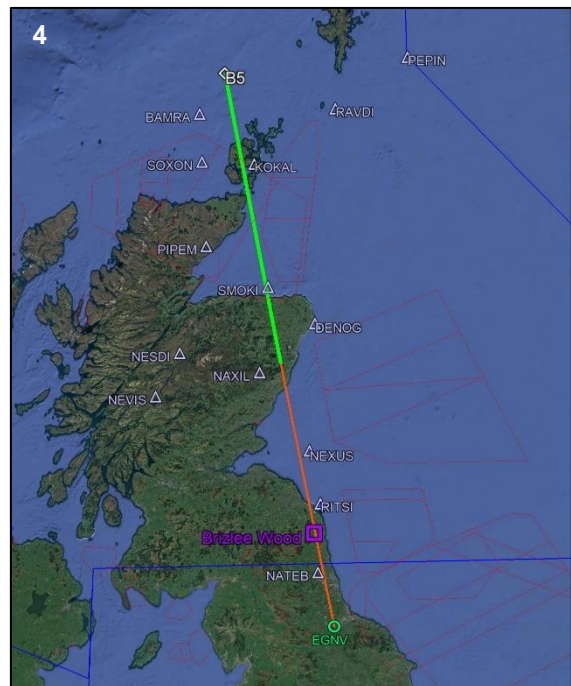 4
PEPIN
B5
BAMRA
RAVDI
SOXON
KOKAL
PIPEM
SMOKI
DENOG
NESDI
NAXIL
NEVIS
NEXUS
RITSI
Brizlee Wood
NATEB
EGNV